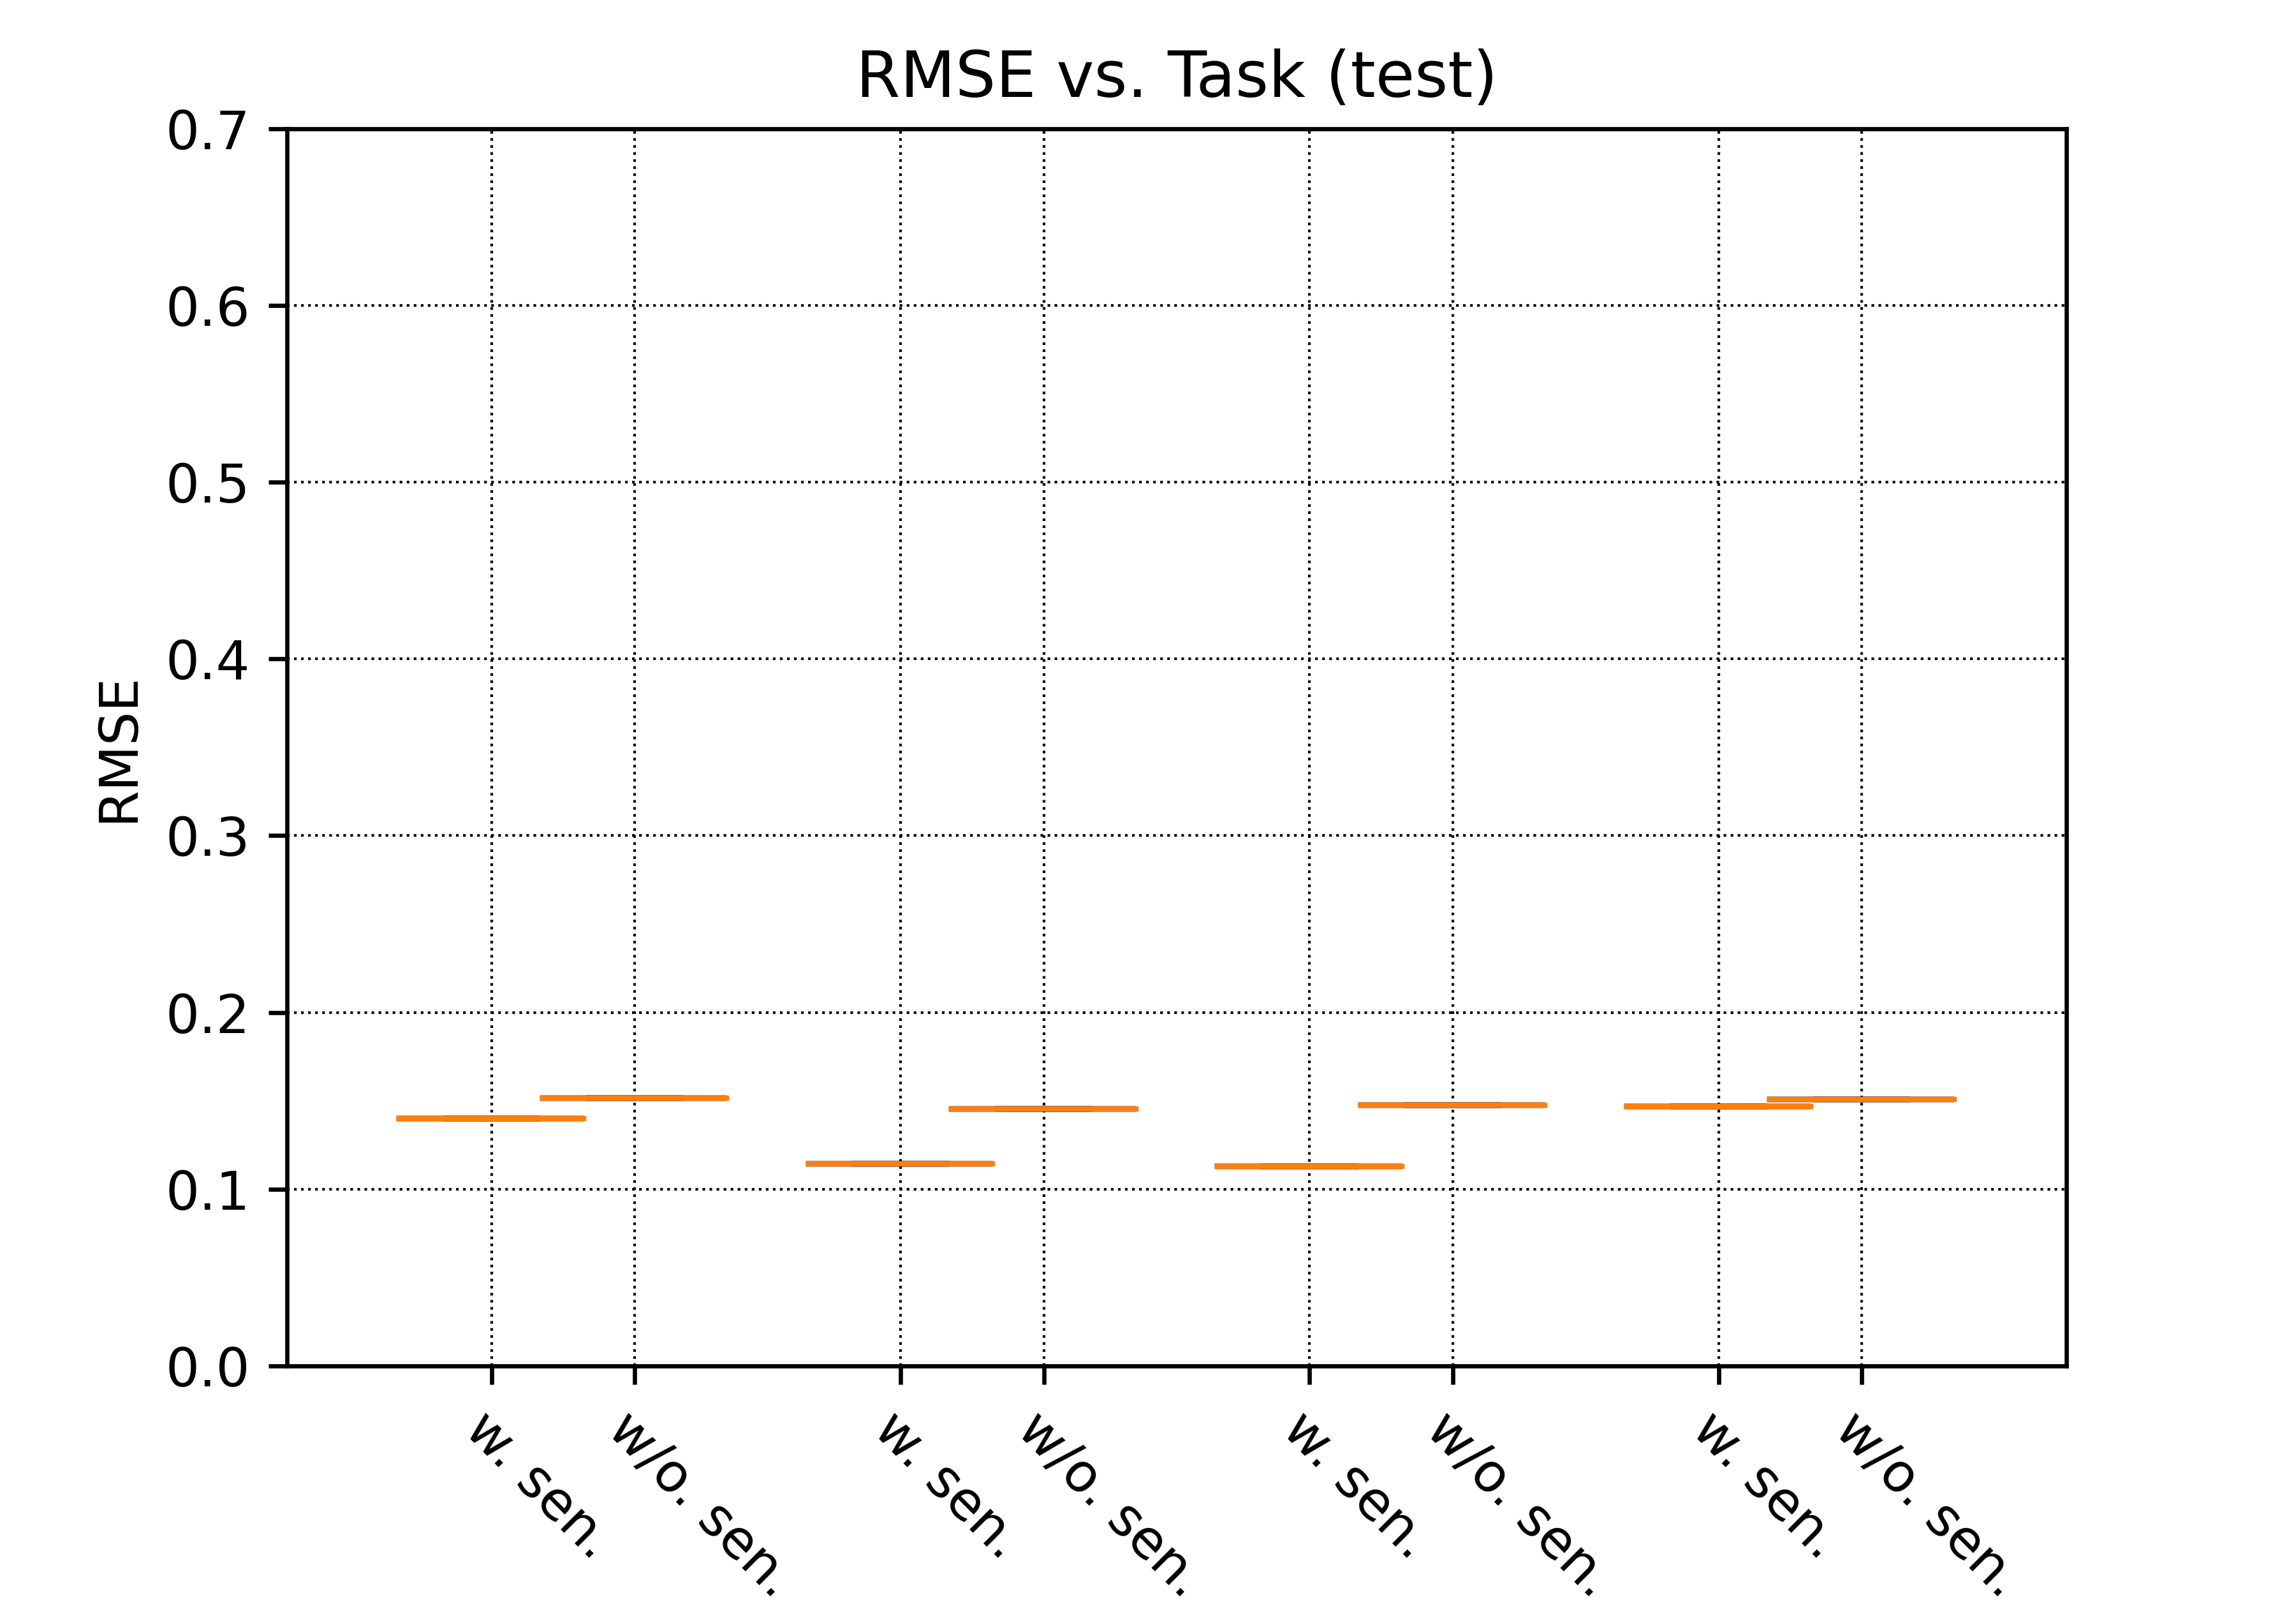 RMSE vs. Task (test)
RMSE
0.7
0.6
0.5
0.4
0.3
0.2
0.1
0.0
w. sen.
w/o. sen.
w. sen.
w/o. sen.
w. sen.
w/o. sen.
w. sen.
w/o. sen.